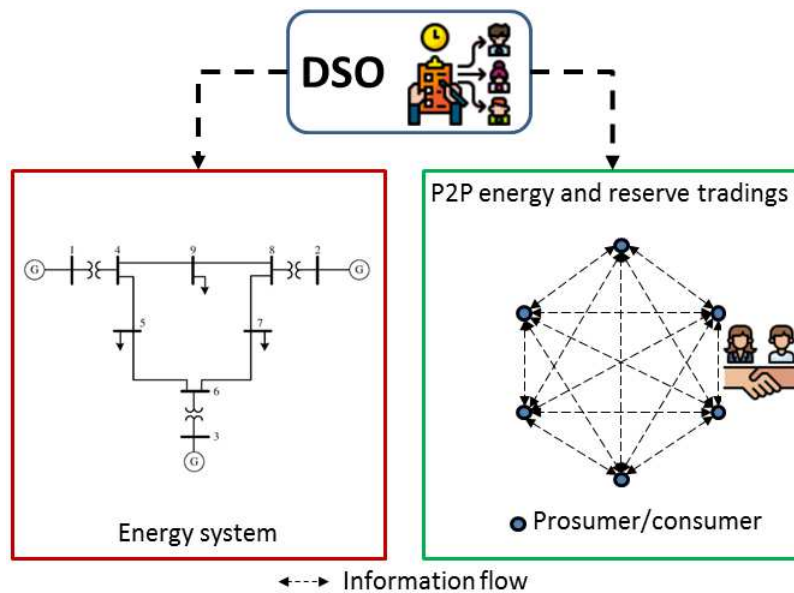 DSO
P2P energy and reserve tradings
1
4
9
8
2
G
G
5
7
6
3
G
Energy system
Prosumer/consumer
Information flow